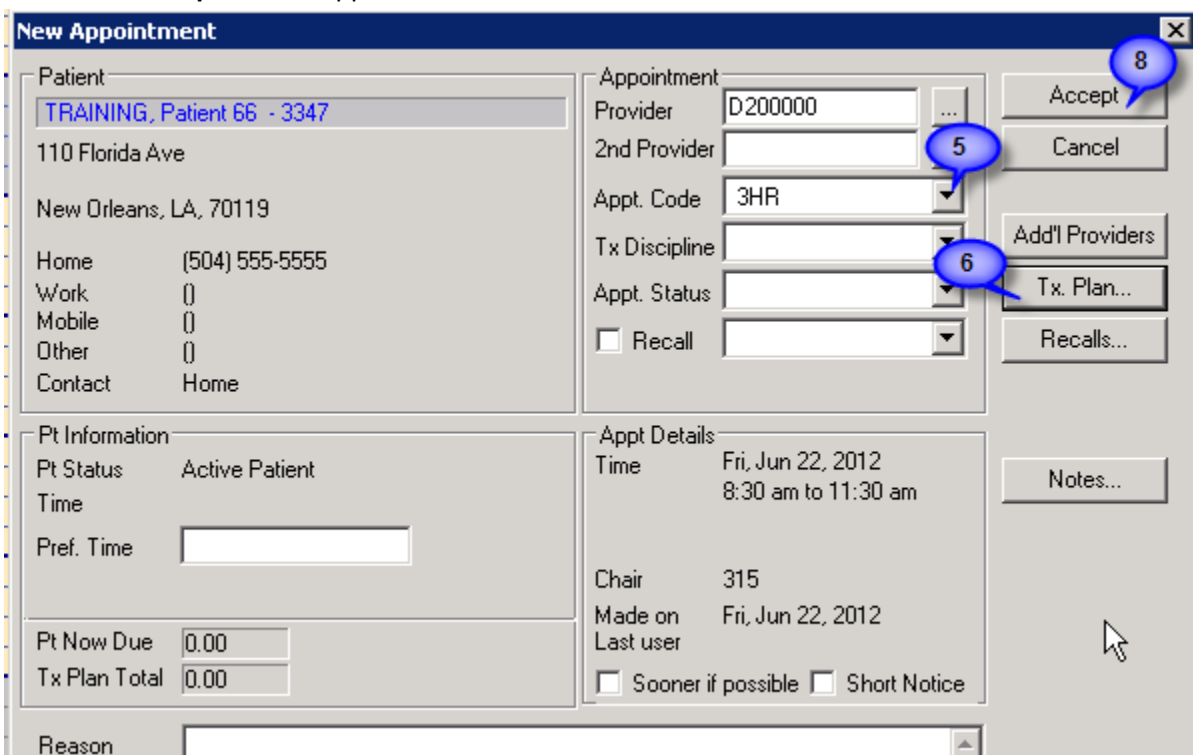 New Appointment
Patient
TRAINING, Patient 66 - 3347
110 Florida Ave
New Orleans, LA, 70119
Home (504) 555-5555
Work ()
Mobile ()
Other ()
Contact Home
Appointment
Provider D200000 ...
2nd Provider
5
Appt. Code 3HR
Tx Discipline
6
Appt. Status
Recall
8
Accept
Cancel
Add'l Providers
Tx. Plan...
Recalls...
Notes...
Pt Information
Pt Status Active Patient
Time
Pref. Time
Pt Now Due 0.00
Tx Plan Total 0.00
Appt Details
Time Fri, Jun 22, 2012
8:30 am to 11:30 am
Chair 315
Made on Fri, Jun 22, 2012
Last user
Sooner if possible Short Notice
Reason